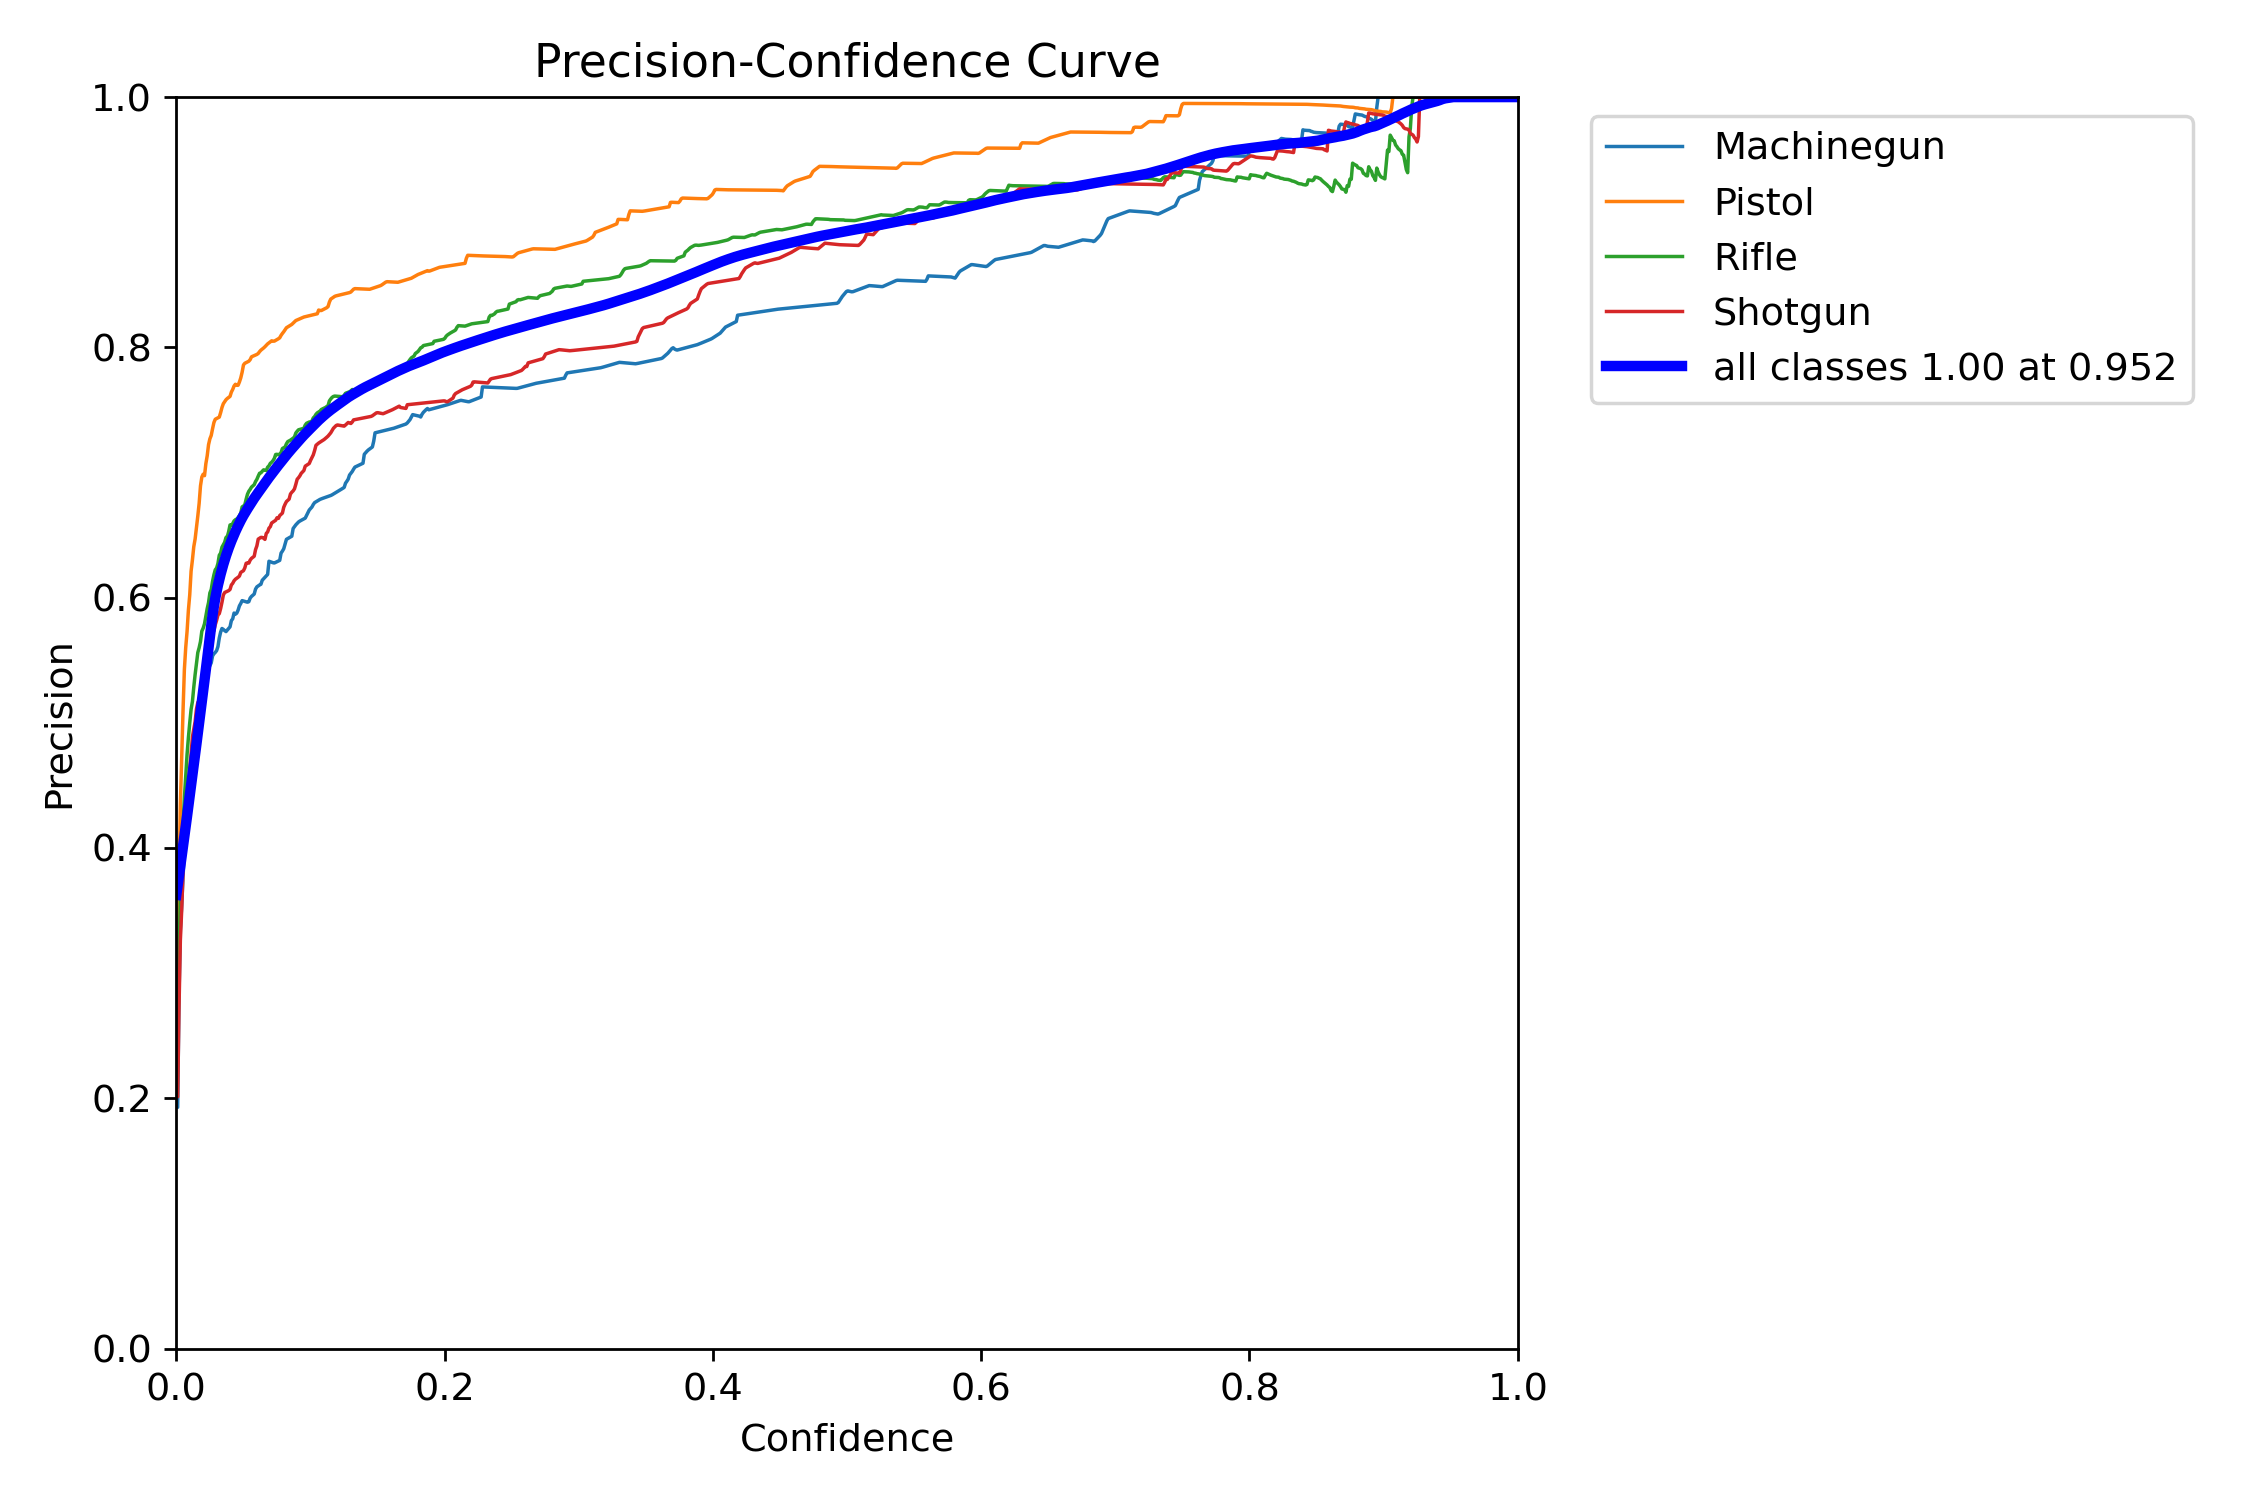 Precision-Confidence Curve
1.0
0.8
0.6
0.4
0.2
0.0
Precision
0.0 0.2 0.4 0.6 0.8 1.0
Confidence
Machinegun
Pistol
Rifle
Shotgun
all classes 1.00 at 0.952